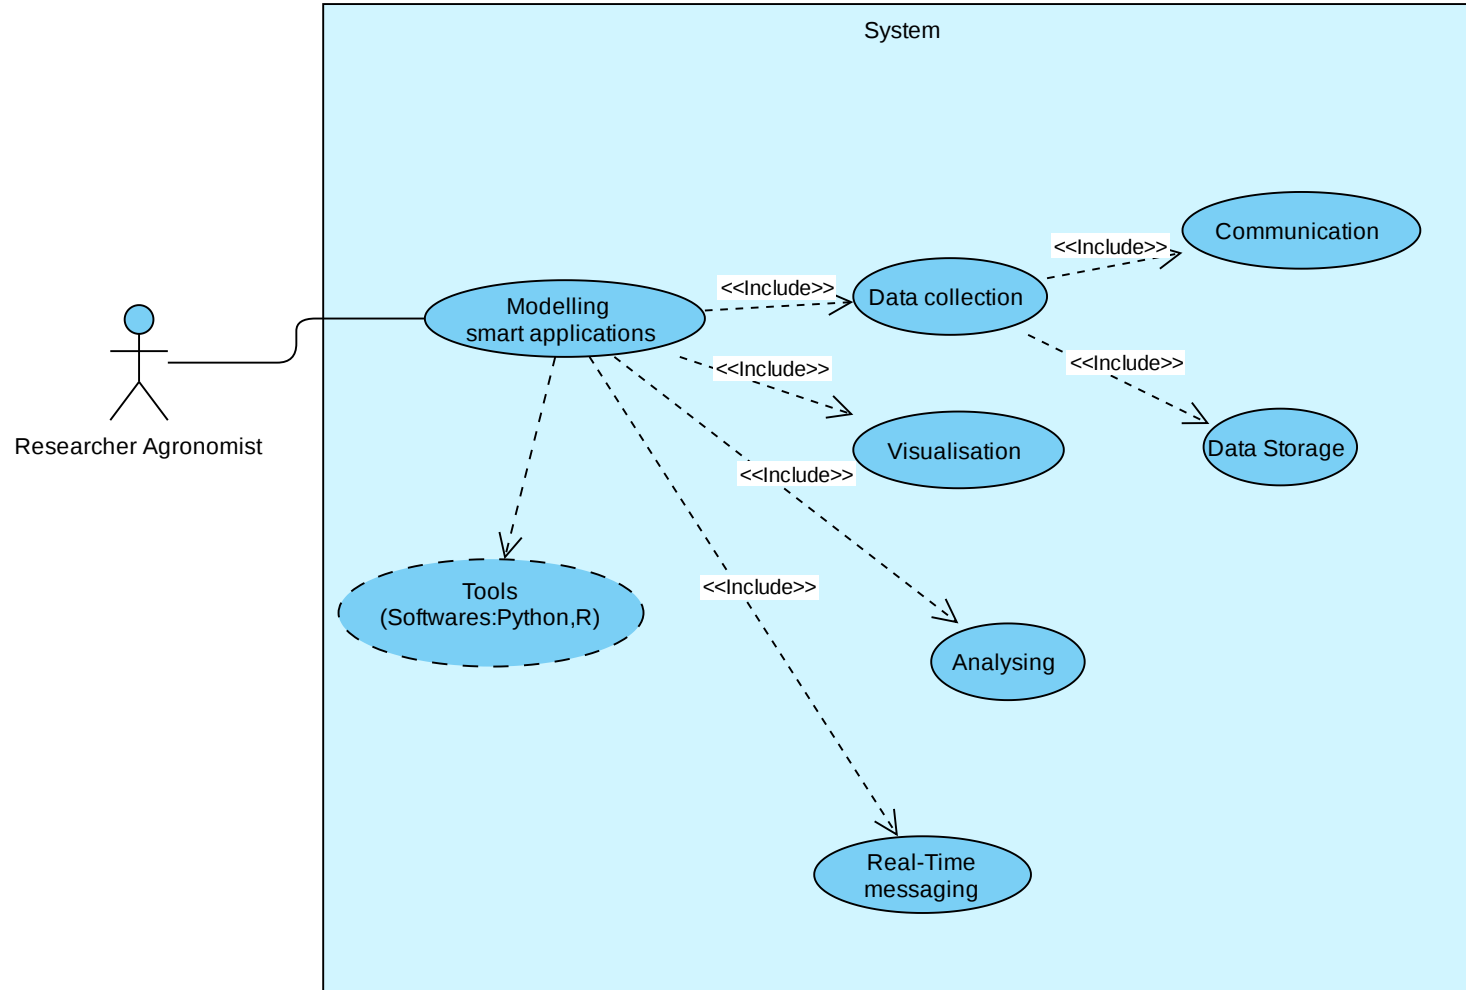 System
Communication
<<Include>>
<<Include>>
Data collection
Modelling
smart applications
<<Include>>
<<Include>>
Researcher Agronomist
Visualisation
Data Storage
<<Include>>
Tools
(Softwares:Python,R)
<<Include>>
Analysing
Real-Time
messaging